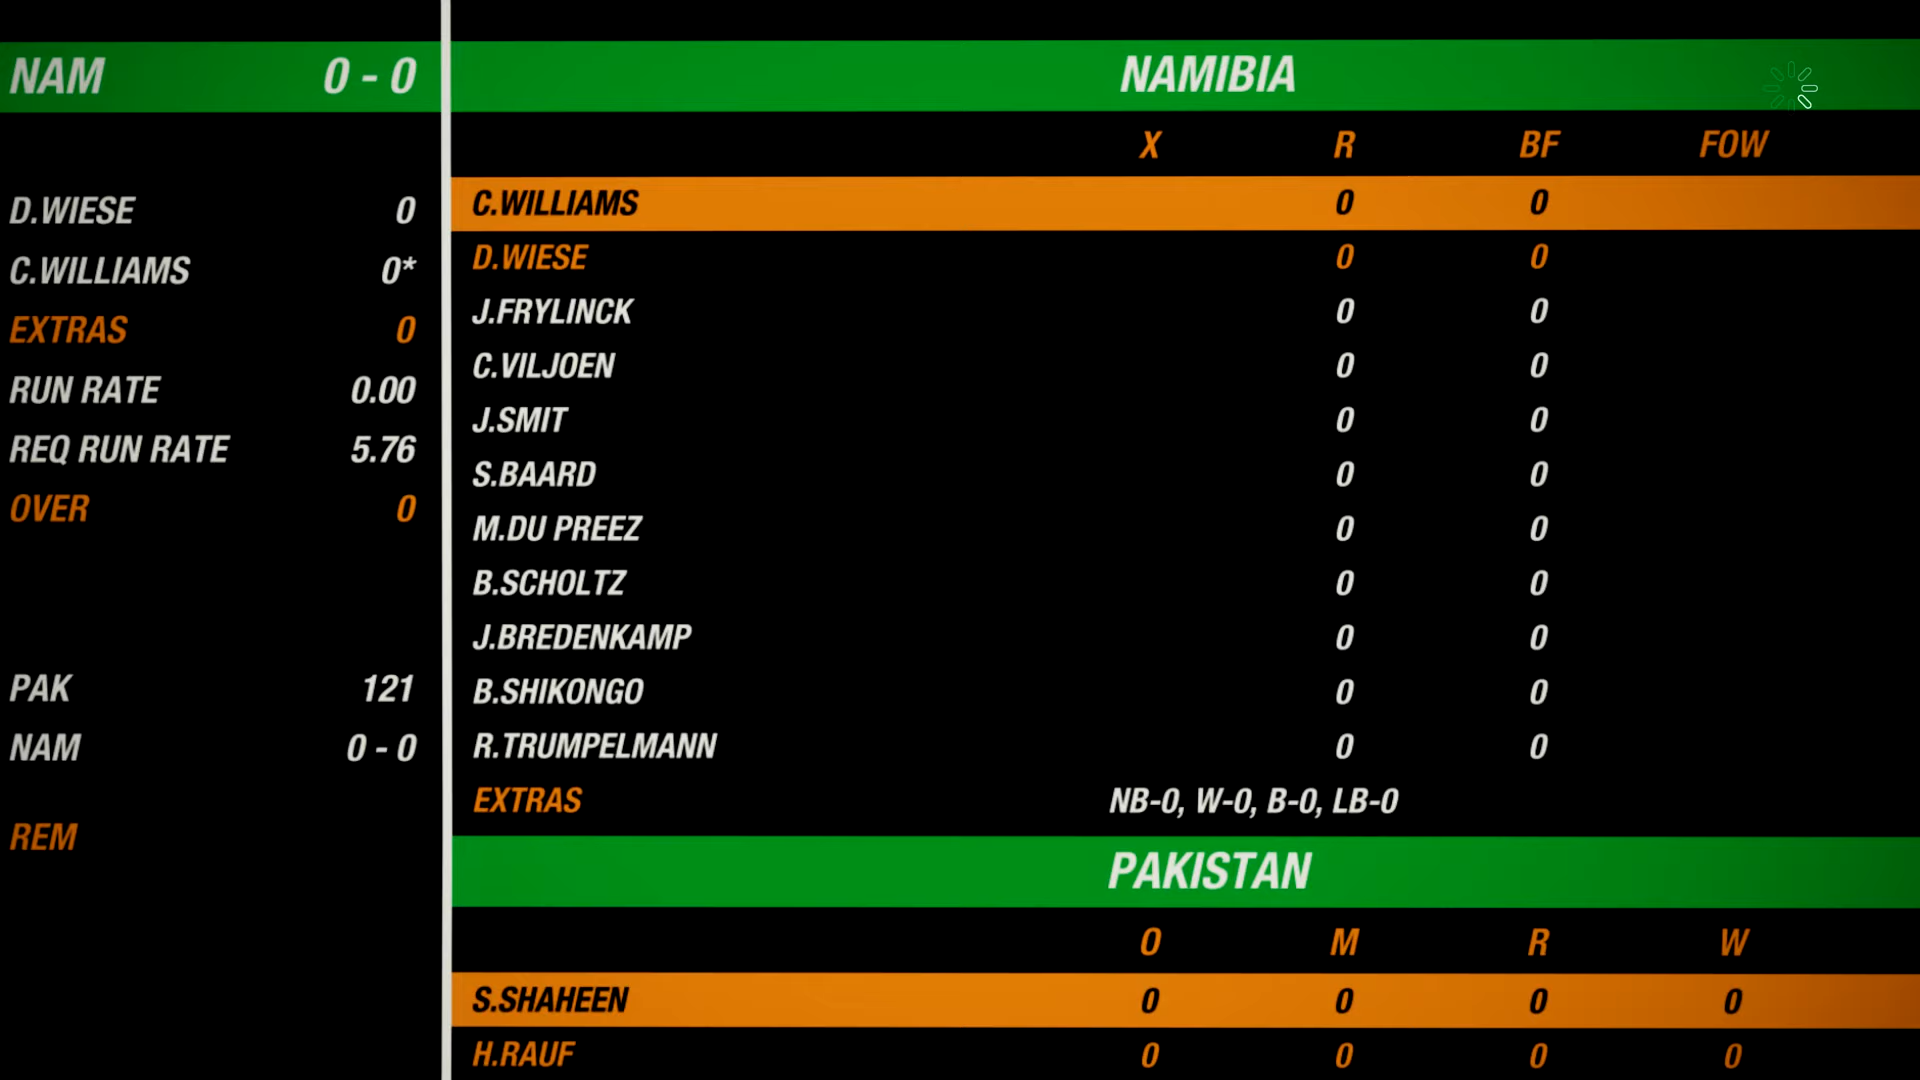 NAM 0 - 0
D.WIESE 0
C.WILLIAMS 0*
EXTRAS 0
RUN RATE 0.00
REQ RUN RATE 5.76
OVER 0
PAK 121
NAM 0 - 0
REM
NAMIBIA
X R BF FOW
C.WILLIAMS 0 0
D.WIESE 0 0
J.FRYLINCK 0 0
C.VILJOEN 0 0
J.SMIT 0 0
S.BAARD 0 0
M.DU PREEZ 0 0
B.SCHOLTZ 0 0
J.BREDENKAMP 0 0
B.SHIKONGO 0 0
R.TRUMPELMANN 0 0
EXTRAS NB-0, W-0, B-0, LB-0
PAKISTAN
O M R W
S.SHAHEEN 0 0 0 0
H.RAUF 0 0 0 0